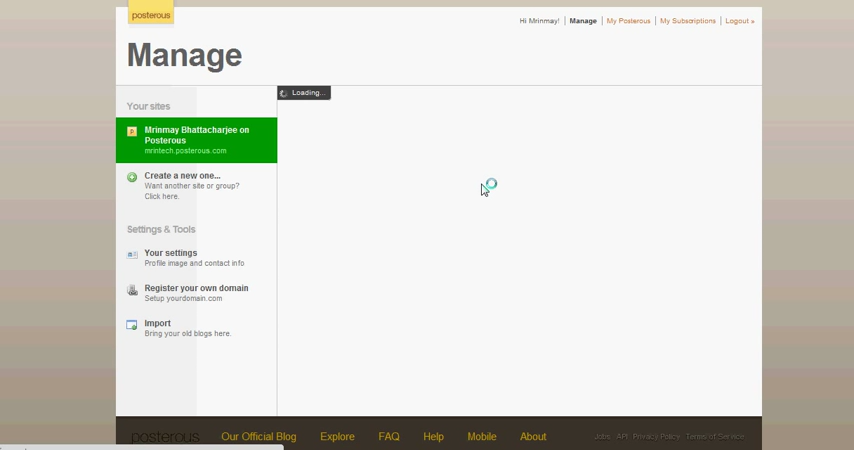 posterous
Hi Mrinmay! Manage My Posterous My Subscriptions Logout »
Manage
Loading...
Your sites
Mrinmay Bhattacharjee on
Posterous
mrintech.posterous.com
Create a new one...
Want another site or group?
Click here.
Settings & Tools
Your settings
Profile image and contact info
Register your own domain
Setup yourdomain.com
Import
Bring your old blogs here.
posterous Our Official Blog Explore FAQ Help Mobile About Jobs API Privacy Policy Terms of Service